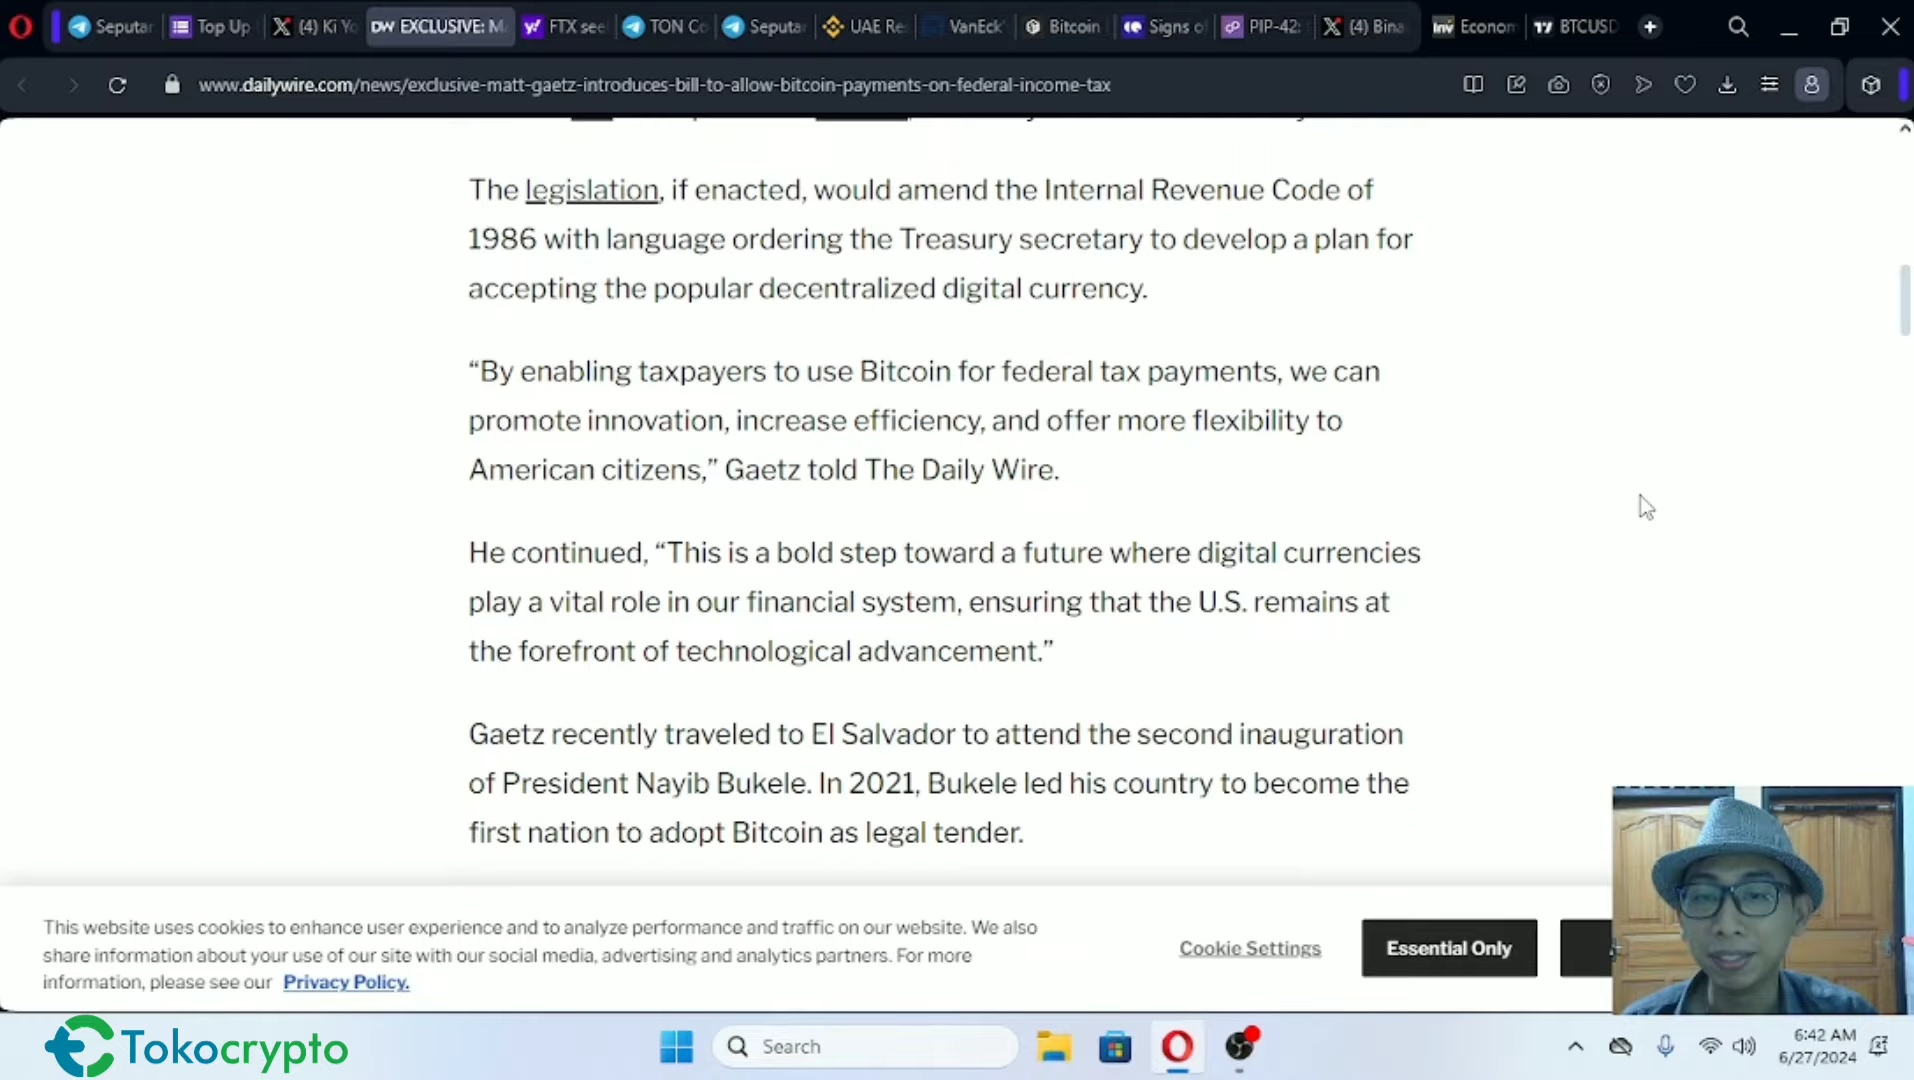 Seputar
Top Up
(4) Ki Yo
DW EXCLUSIVE: Ma
FTX see
TON Co
Seputa
UAE Re
VanEck
Bitcoin
Signs of
PIP-42:
(4) Bina
Inv Econom
BTCUSD
www.dailywire.com/news/exclusive-matt-gaetz-introduces-bill-to-allow-bitcoin-payments-on-federal-income-tax
The legislation, if enacted, would amend the Internal Revenue Code of
1986 with language ordering the Treasury secretary to develop a plan for
accepting the popular decentralized digital currency.
“By enabling taxpayers to use Bitcoin for federal tax payments, we can
promote innovation, increase efficiency, and offer more flexibility to
American citizens,” Gaetz told The Daily Wire.
He continued, “This is a bold step toward a future where digital currencies
play a vital role in our financial system, ensuring that the U.S. remains at
the forefront of technological advancement.”
Gaetz recently traveled to El Salvador to attend the second inauguration
of President Nayib Bukele. In 2021, Bukele led his country to become the
first nation to adopt Bitcoin as legal tender.
This website uses cookies to enhance user experience and to analyze performance and traffic on our website. We also
share information about your use of our site with our social media, advertising and analytics partners. For more
information, please see our Privacy Policy.
Cookie Settings
Essential Only
Tokocrypto
Search
6:42 AM
6/27/2024